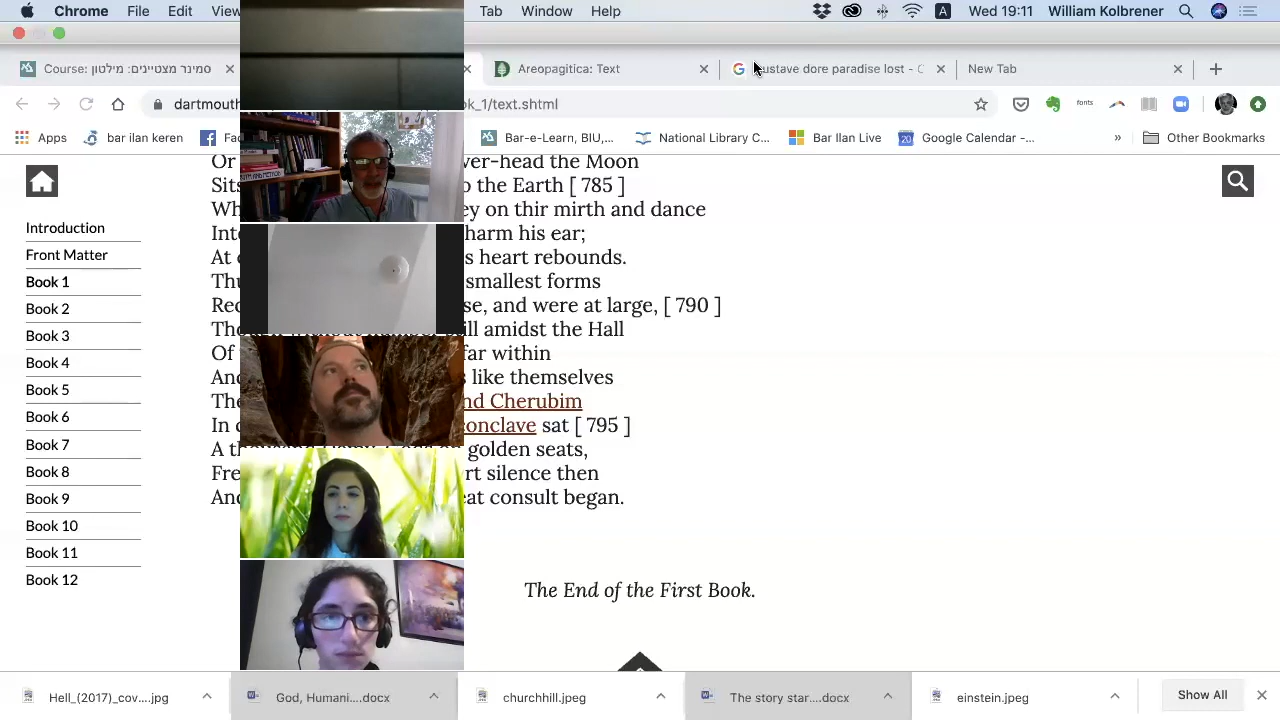 Chrome File Edit View Tab Window Help Wed 19:11 William Kolbrener
Course: סמינר מצטיינים: מילטון Areopagitica: Text gustave dore paradise lost - New Tab
dartmouth k_1/text.shtml
Apps bar ilan keren Bar-e-Learn, BIU,... National Library C... Bar Ilan Live Google Calendar -... » Other Bookmarks
Introduction
Front Matter
Book 1
Book 2
Book 3
Book 4
Book 5
Book 6
Book 7
Book 8
Book 9
Book 10
Book 11
Book 12
Or ver-head the Moon
Sits o the Earth [ 785 ]
Wh ey on thir mirth and dance
Int harm his ear;
At s heart rebounds.
Thu smallest forms
Red se, and were at large, [ 790 ]
Tho ll amidst the Hall
Of far within
And s like themselves
The nd Cherubim
In conclave sat [ 795 ]
A golden seats,
Fre rt silence then
And eat consult began.
The End of the First Book.
Hell_(2017)_cov....jpg God, Humani....docx churchhill.jpeg The story star....docx einstein.jpeg Show All